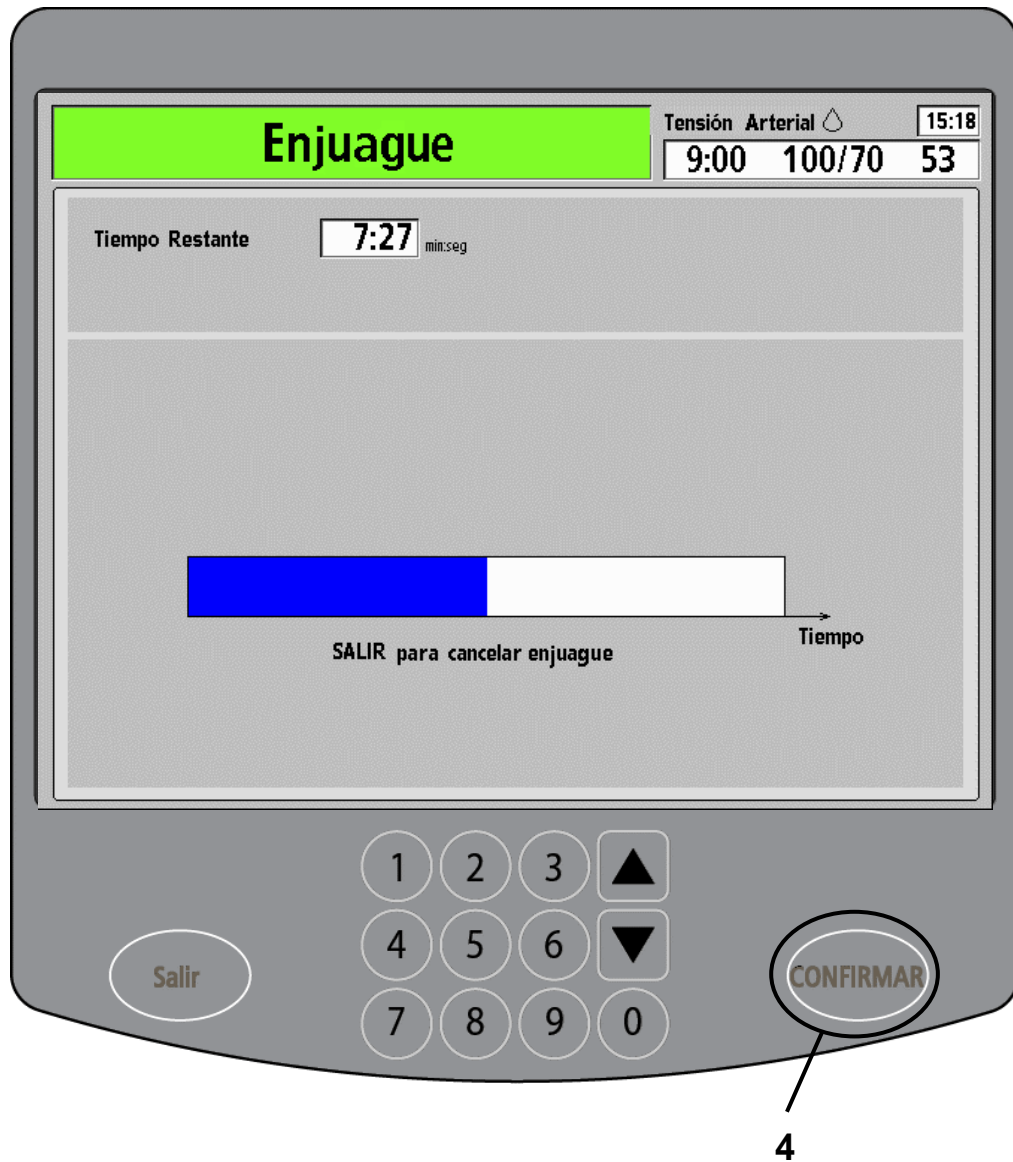 Enjuague
Tensión Arterial 15:18
9:00 100/70 53
Tiempo Restante 7:27 min:seg
Tiempo
SALIR para cancelar enjuague
1 2 3
4 5 6
Salir
CONFIRMAR
7 8 9 0
4